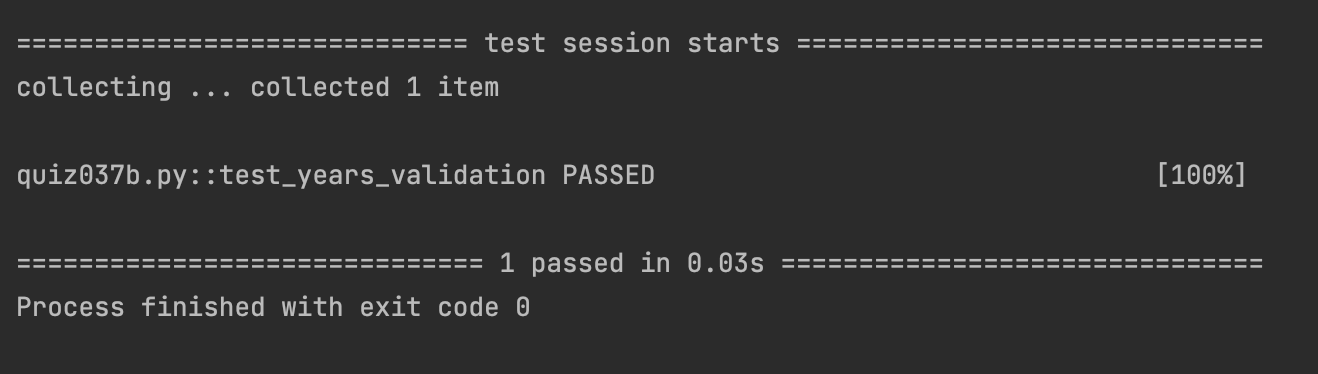 ============================= test session starts ==============================
collecting ... collected 1 item
quiz037b.py::test_years_validation PASSED [100%]
============================== 1 passed in 0.03s ===============================
Process finished with exit code 0